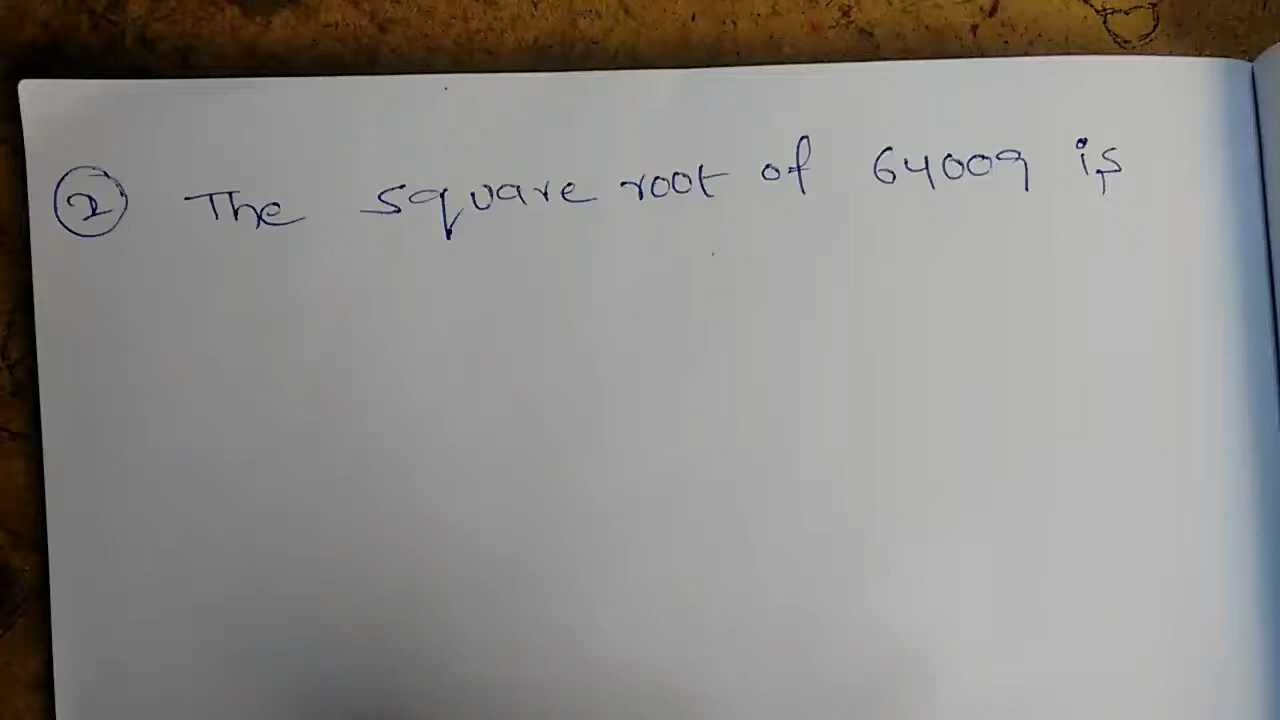 ② The square root of 64009 is